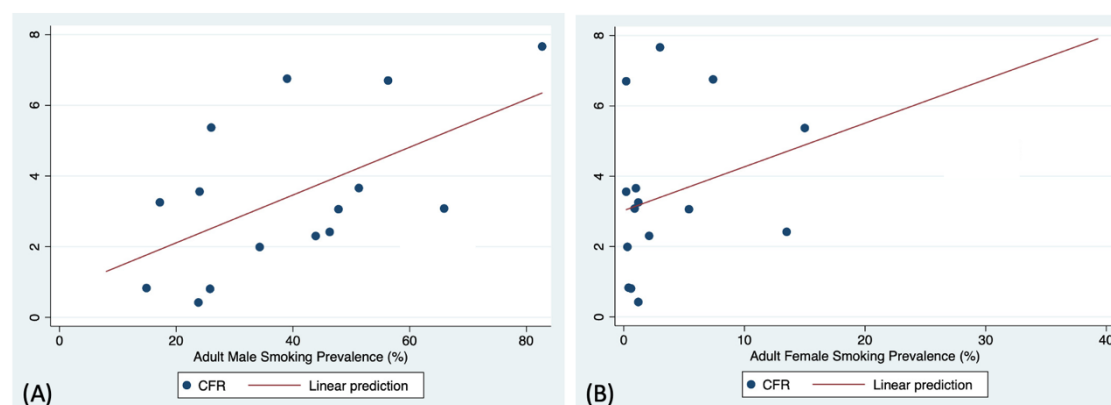 8
6
4
2
0
0 20 40 60 80
Adult Male Smoking Prevalence (%)
CFR Linear prediction
(A)
8
6
4
2
0
0 10 20 30 40
Adult Female Smoking Prevalence (%)
CFR Linear prediction
(B)